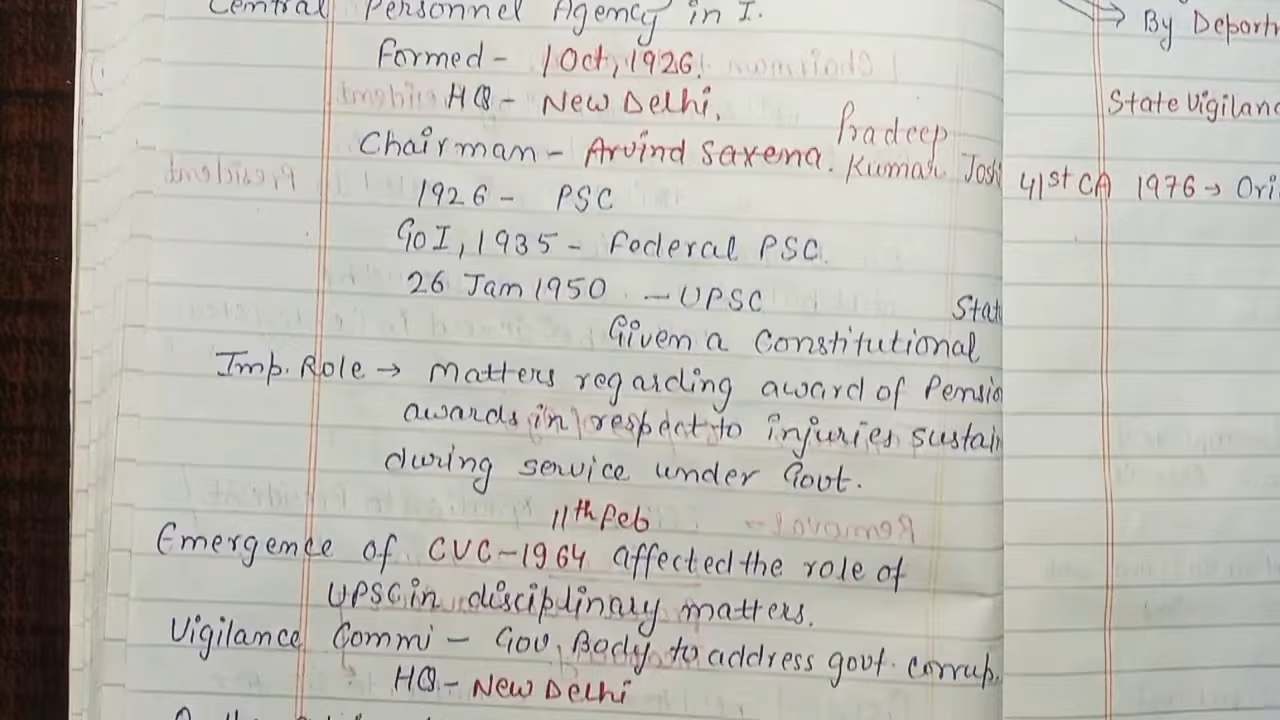 Central Personnel Agency in I.
Formed - 1 Oct, 1926.
HQ - New Delhi.
Chairman - Arvind Saxena. Pradeep Kumar Joshi
1926 - PSC
GoI, 1935 - Federal PSC.
26 Jan 1950 - UPSC
Given a Constitutional
Imp. Role → Matters regarding award of Pensio
awards in respect to injuries sustain
during service under Govt.
11th Feb
Emergence of CVC-1964 affected the role of
UPSC in disciplinary matters.
Vigilance Commi - Gov. Body to address govt. corrup.
HQ - New Delhi
Stat
By Departm
State Vigilanc
41st CA 1976 → Ori